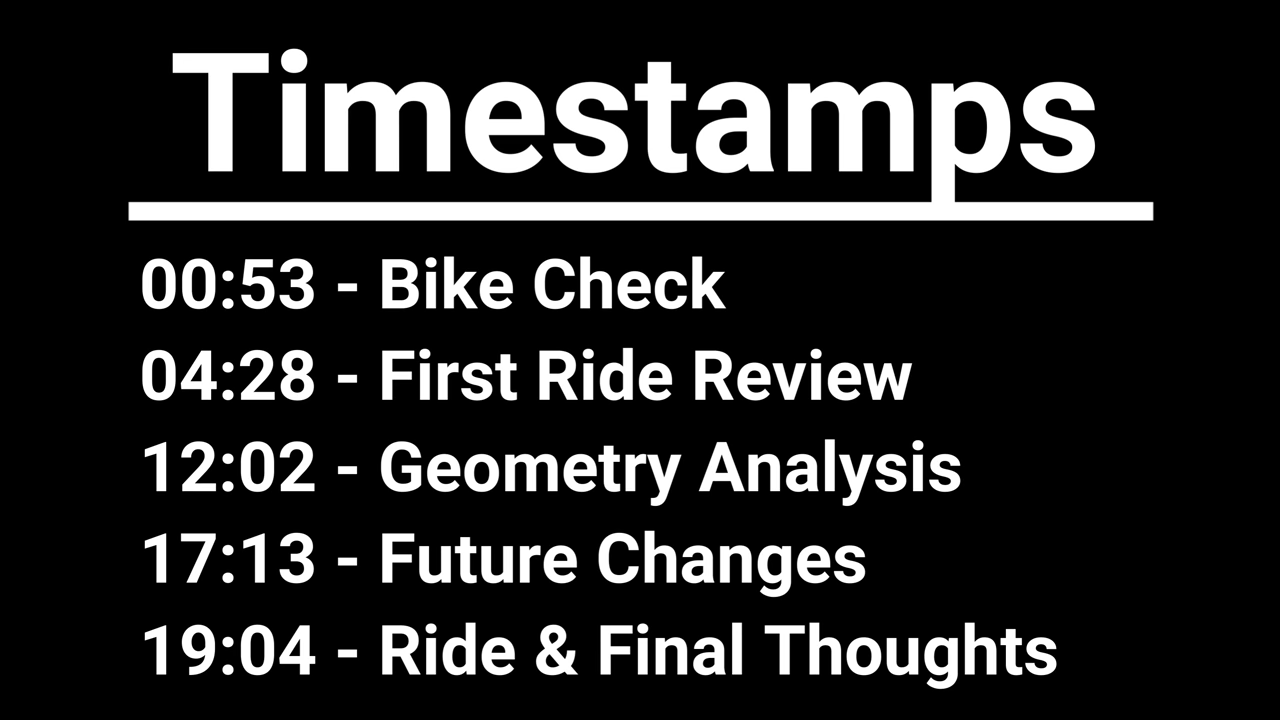 Timestamps
00:53 - Bike Check
04:28 - First Ride Review
12:02 - Geometry Analysis
17:13 - Future Changes
19:04 - Ride & Final Thoughts